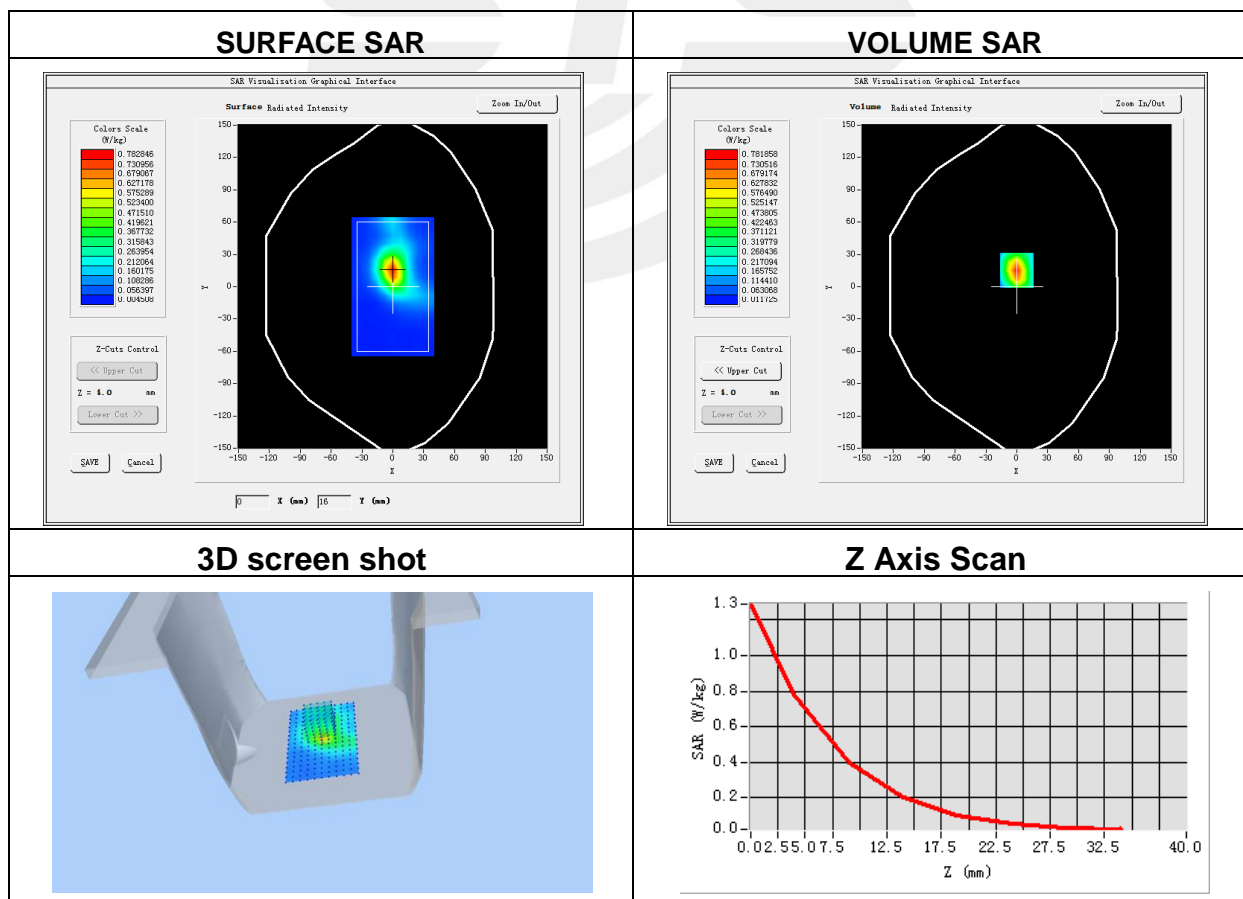 SURFACE SAR
VOLUME SAR
SAR Visualisation Graphical Interface
Surface Radiated Intensity
Zoom In/Out
Colors Scale
(W/kg)
0.782846
0.730956
0.679067
0.627178
0.575289
0.523400
0.471510
0.419621
0.367732
0.315843
0.263954
0.212064
0.160175
0.108286
0.056397
0.004508
150
120
90
60
30
0
-30
-60
-90
-120
-150
Y
-150 -120 -90 -60 -30 0 30 60 90 120 150
X
Z-Cuts Control
<< Upper Cut
Z = 4.0 mm
Lower Cut >>
SAVE Cancel
0 X (mm) 16 Y (mm)
SAR Visualisation Graphical Interface
Volume Radiated Intensity
Zoom In/Out
Colors Scale
(W/kg)
0.781858
0.730516
0.679174
0.627832
0.576490
0.525147
0.473805
0.422463
0.371121
0.319779
0.268436
0.217094
0.165752
0.114410
0.063068
0.011725
150
120
90
60
30
0
-30
-60
-90
-120
-150
Y
-150 -120 -90 -60 -30 0 30 60 90 120 150
X
Z-Cuts Control
<< Upper Cut
Z = 4.0 mm
Lower Cut >>
SAVE Cancel
3D screen shot
Z Axis Scan
1.3
1.0
0.8
0.6
0.4
0.2
0.0
SAR (W/kg)
0.0 2.5 5.0 7.5 12.5 17.5 22.5 27.5 32.5 40.0
Z (mm)